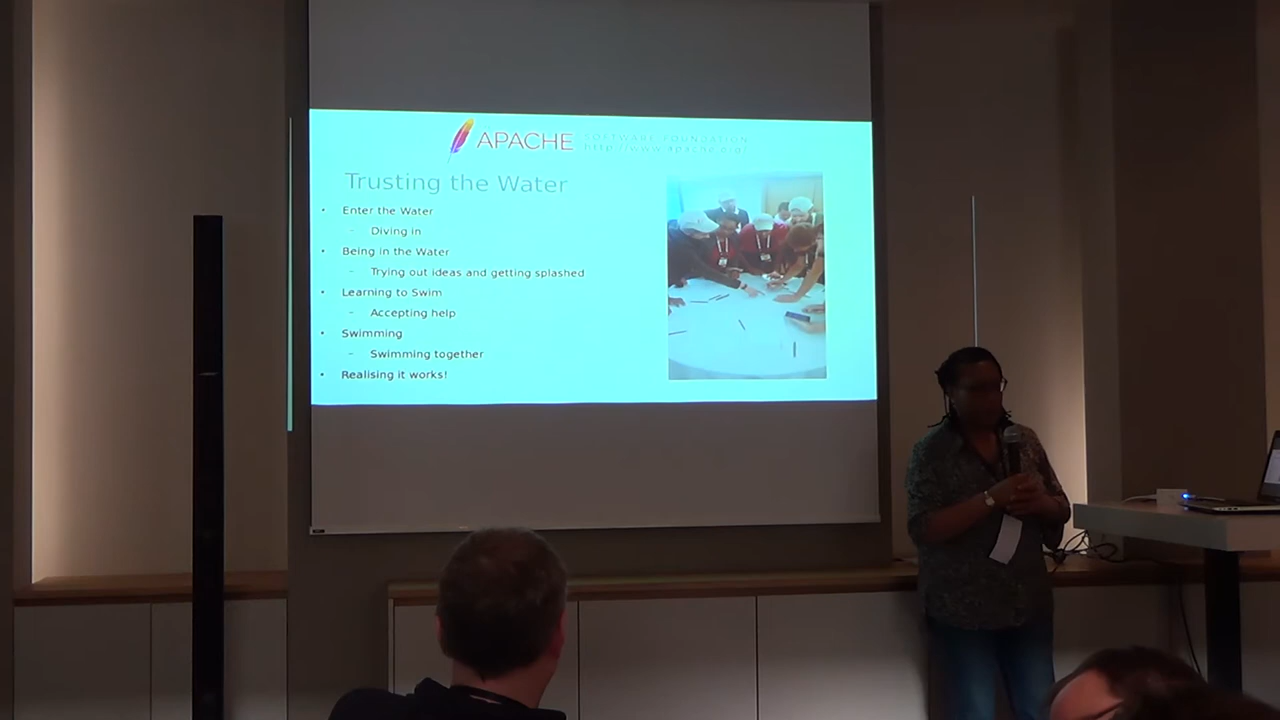 APACHE SOFTWARE FOUNDATION
http://www.apache.org/
Trusting the Water
• Enter the Water
– Diving in
• Being in the Water
– Trying out ideas and getting splashed
• Learning to Swim
– Accepting help
• Swimming
– Swimming together
• Realising it works!